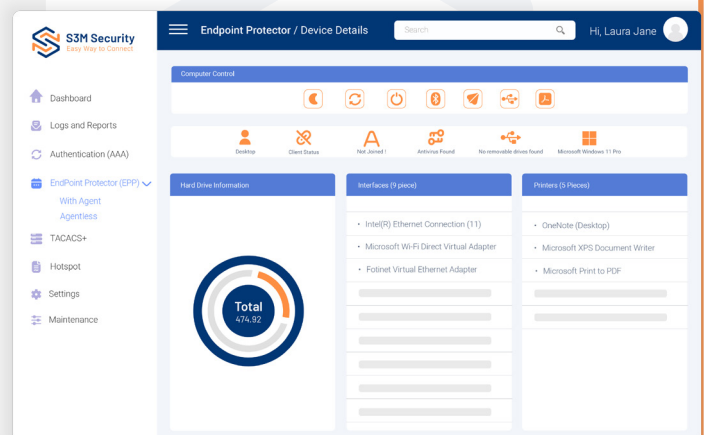 S3M Security
Easy Way to Connect
Endpoint Protector / Device Details
Search
Hi, Laura Jane
Dashboard
Logs and Reports
Authentication (AAA)
EndPoint Protector (EPP)
With Agent
Agentless
TACACS+
Hotspot
Settings
Maintenance
Computer Control
Desktop
Client Status
Not Joined !
Antivirus Found
No removable drives found
Microsoft Windows 11 Pro
Hard Drive Information
Total
474.92
Interfaces (9 piece)
• Intel(R) Ethernet Connection (11)
• Microsoft Wi-Fi Direct Virtual Adapter
• Fotinet Virtual Ethernet Adapter
Printers (5 Pieces)
• OneNote (Desktop)
• Microsoft XPS Document Writer
• Microsoft Print to PDF